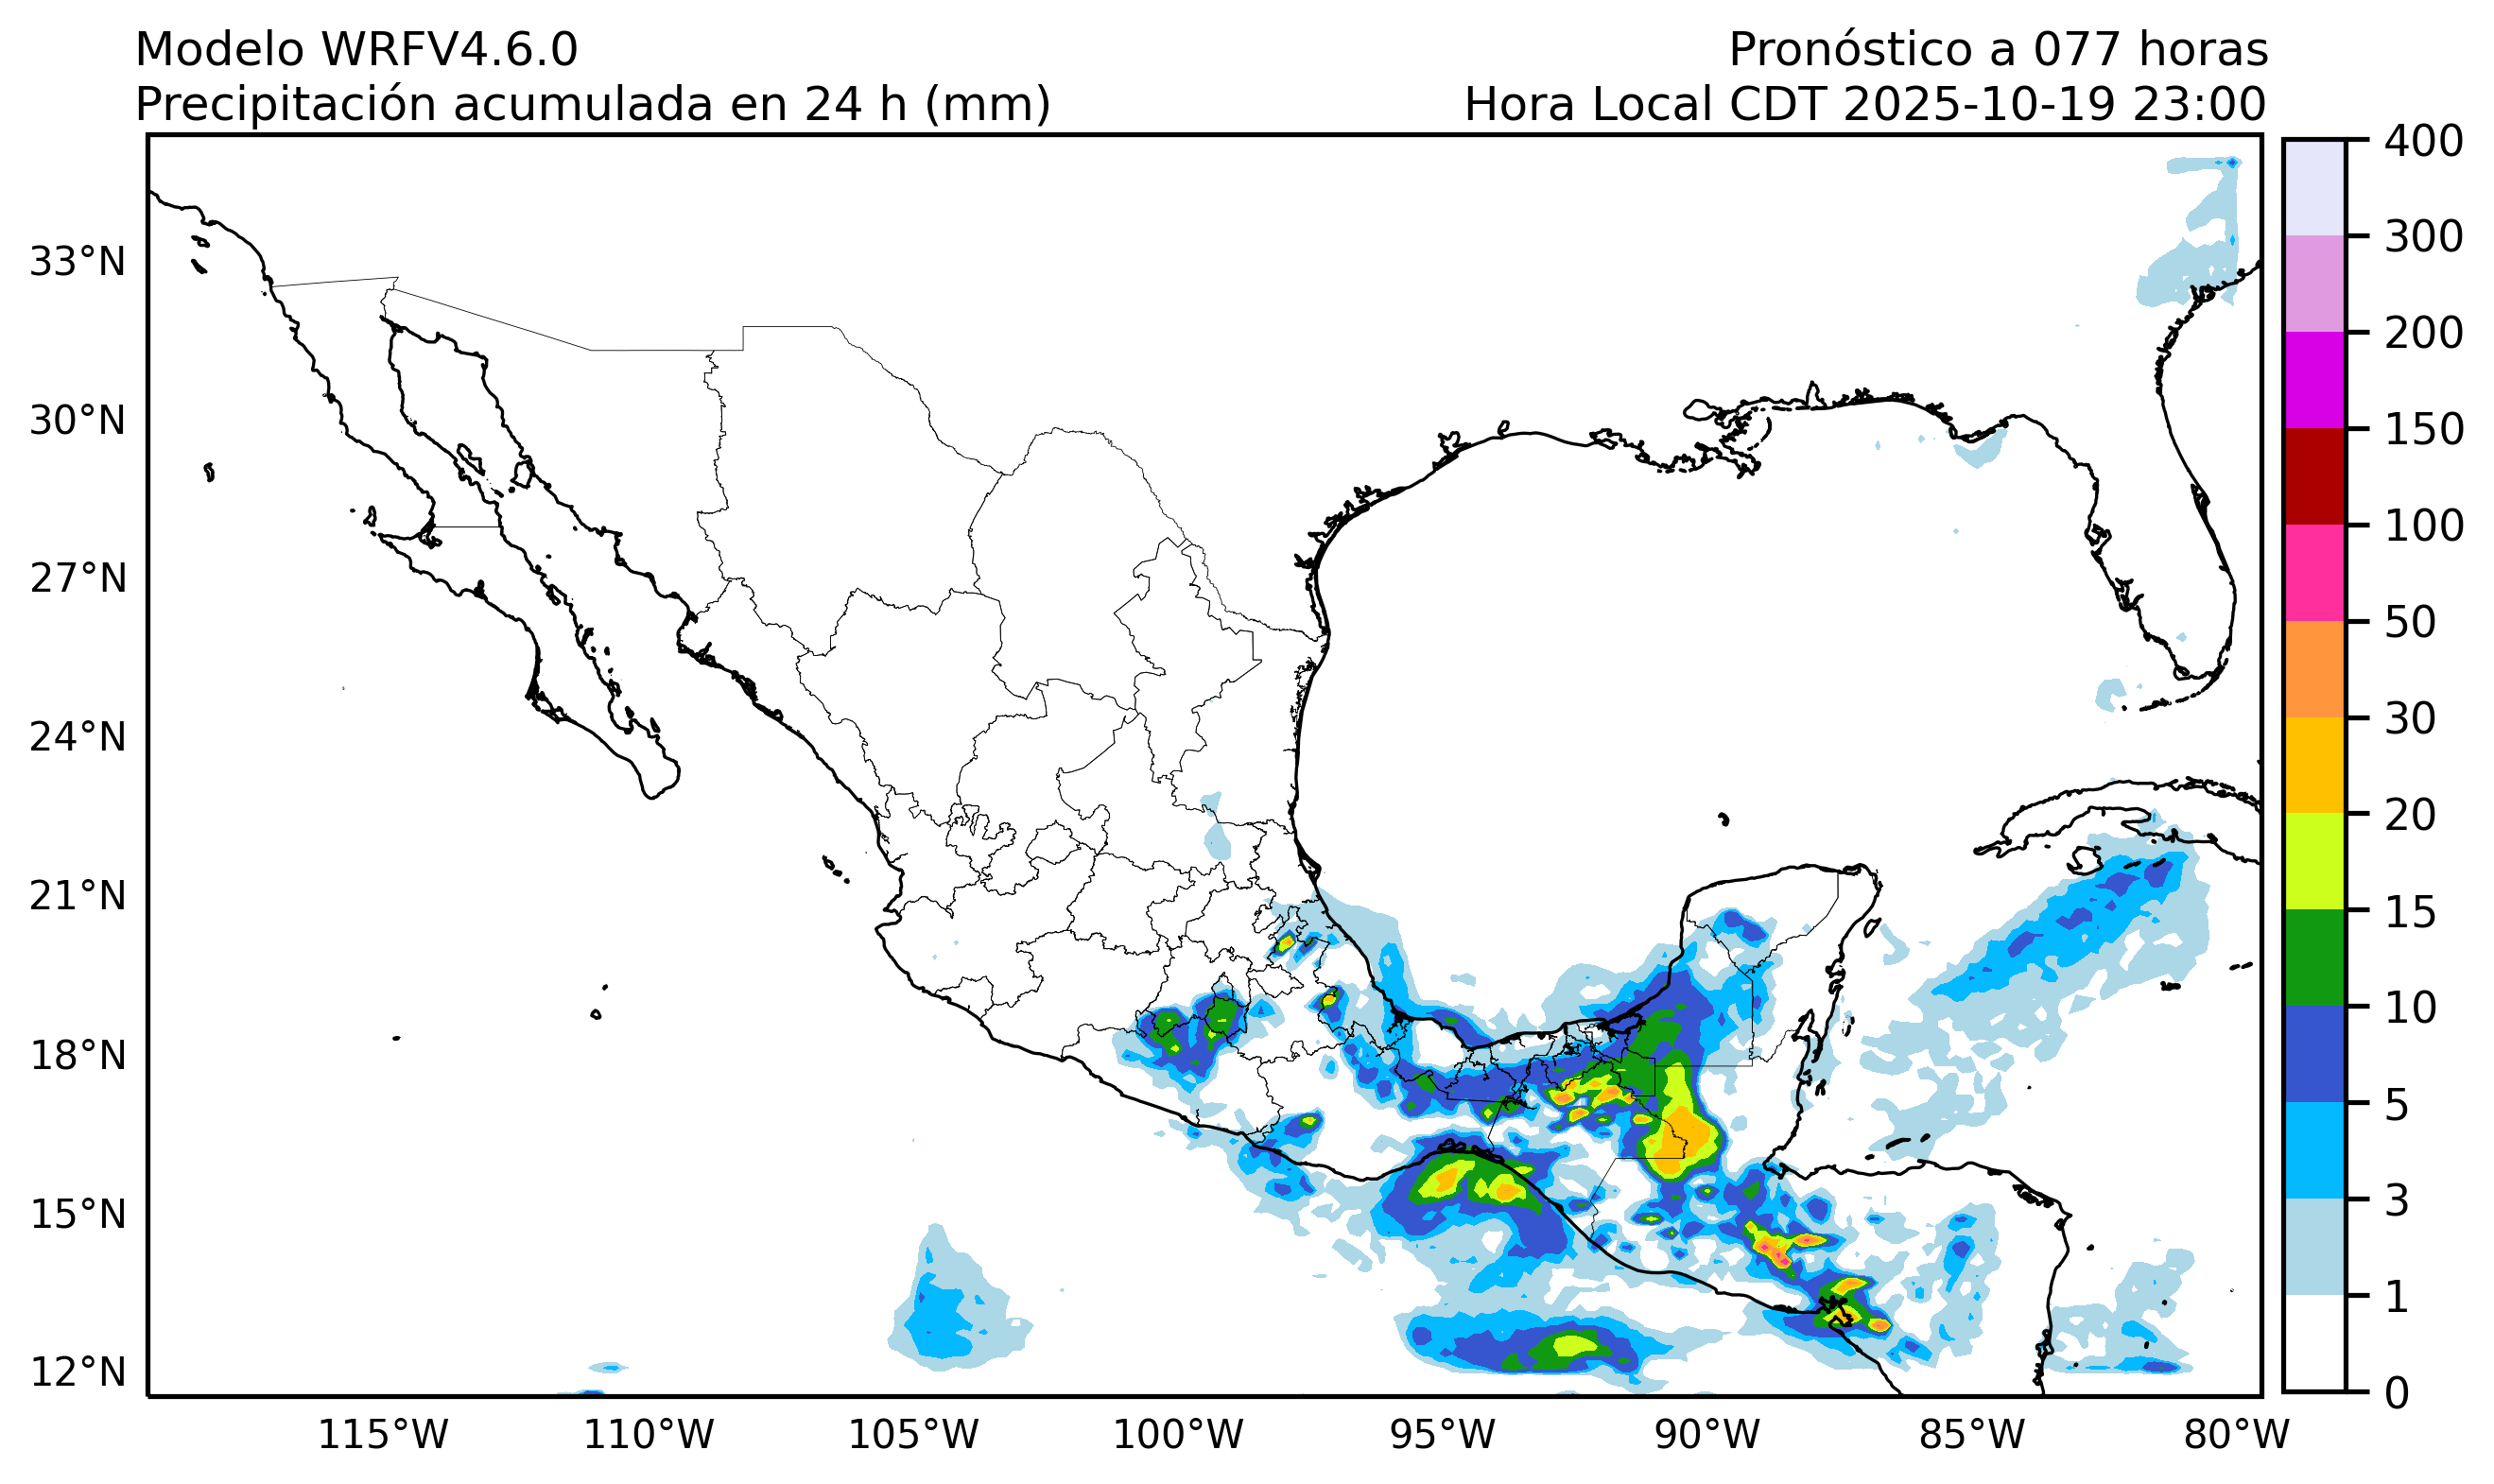 Modelo WRFV4.6.0
Pronóstico a 077 horas
Precipitación acumulada en 24 h (mm)
Hora Local CDT 2025-10-19 23:00
33°N
30°N
27°N
24°N
21°N
18°N
15°N
12°N
115°W
110°W
105°W
100°W
95°W
90°W
85°W
80°W
400
300
200
150
100
50
30
20
15
10
5
3
1
0